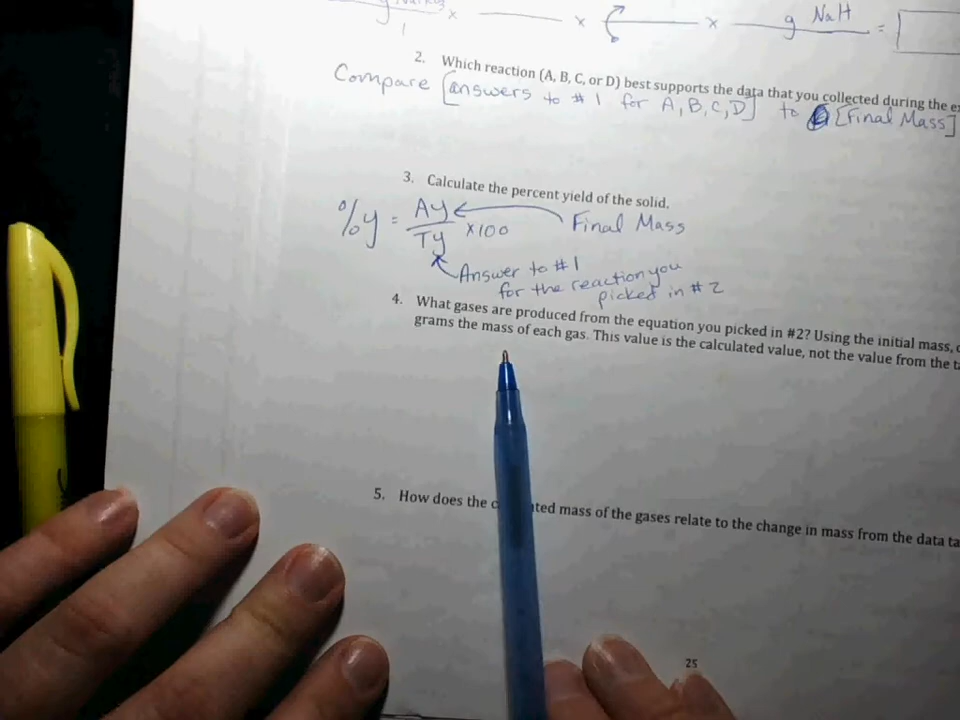 g
1
x x x g NaH =
2. Which reaction (A, B, C, or D) best supports the data that you collected during the
Compare [answers to #1 for A, B, C, D] to [Final Mass]
3. Calculate the percent yield of the solid.
%y = AY / TY x100 Final Mass
Answer to #1
for the reaction you
picked in #2
4. What gases are produced from the equation you picked in #2? Using the initial mass,
grams the mass of each gas. This value is the calculated value, not the value from the
5. How does the mass of the gases relate to the change in mass from the data
25